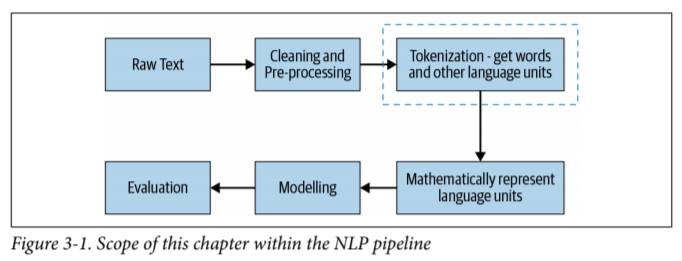 Raw Text
Cleaning and
Pre-processing
Tokenization - get words
and other language units
Evaluation
Modelling
Mathematically represent
language units
Figure 3-1. Scope of this chapter within the NLP pipeline